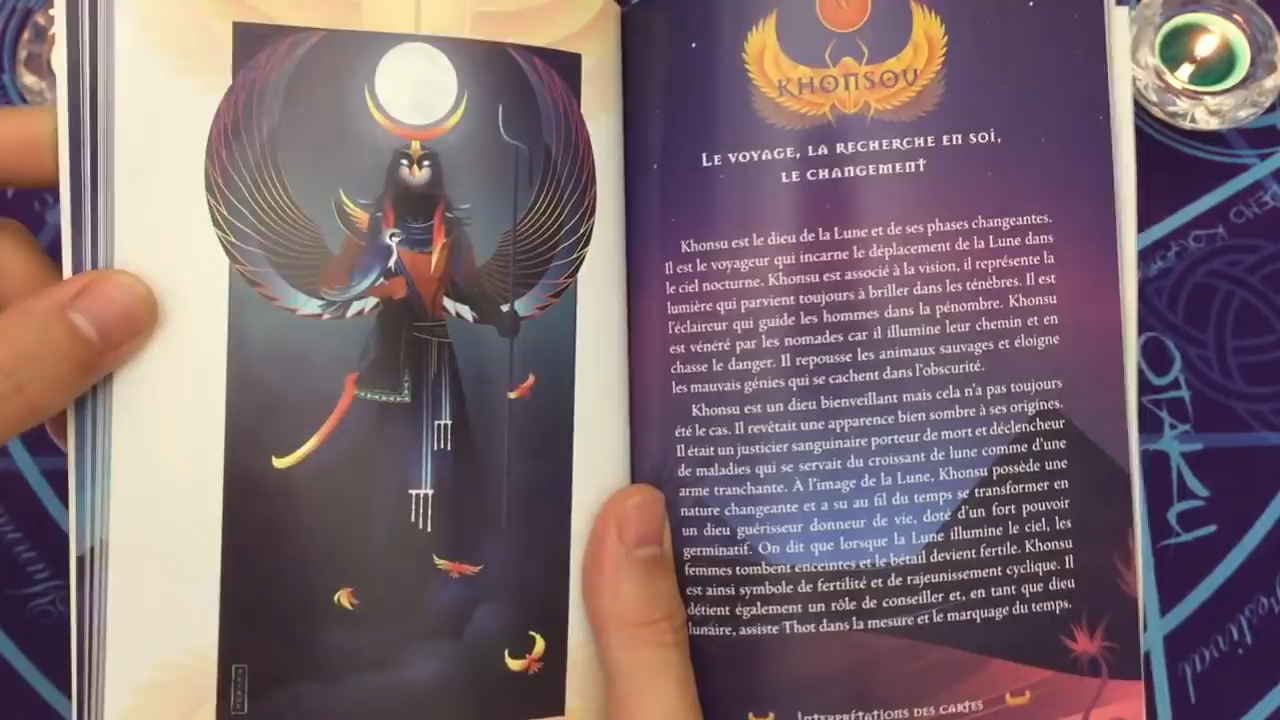 KHONSOU
Le voyage, la recherche en soi,
le changement
Khonsu est le dieu de la Lune et de ses phases changeantes.
Il est le voyageur qui incarne le déplacement de la Lune dans
le ciel nocturne. Khonsu est associé à la vision, il représente la
lumière qui parvient toujours à briller dans les ténèbres. Il est
l'éclaireur qui guide les hommes dans la pénombre. Khonsu
est vénéré par les nomades car il illumine leur chemin et en
chasse le danger. Il repousse les animaux sauvages et éloigne
les mauvais génies qui se cachent dans l'obscurité.
Khonsu est un dieu bienveillant mais cela n'a pas toujours
été le cas. Il revêtait une apparence bien sombre à ses origines.
Il était un justicier sanguinaire porteur de mort et déclencheur
de maladies qui se servait du croissant de lune comme d'une
arme tranchante. À l'image de la Lune, Khonsu possède une
nature changeante et a su au fil du temps se transformer en
un dieu guérisseur donneur de vie, doté d'un fort pouvoir
germinatif. On dit que lorsque la Lune illumine le ciel, les
femmes tombent enceintes et le bétail devient fertile. Khonsu
est ainsi symbole de fertilité et de rajeunissement cyclique. Il
détient également un rôle de conseiller et, en tant que dieu
lunaire, assiste Thot dans la mesure et le marquage du temps.
Interprétations des cartes
OTAKU
estival